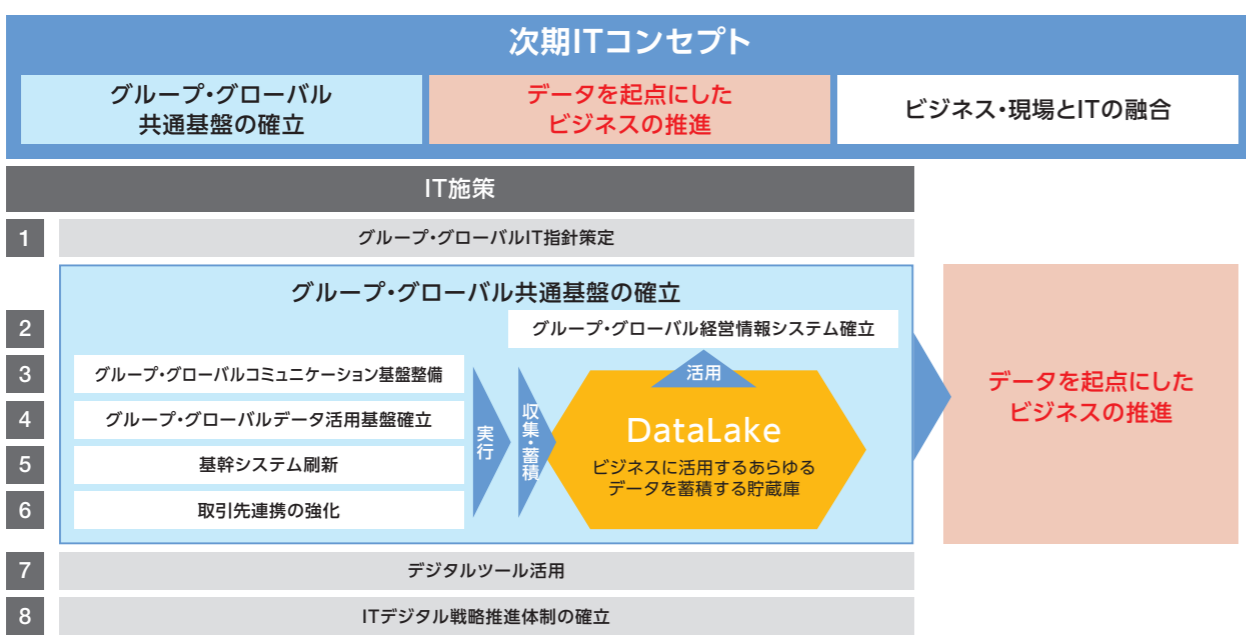 次期ITコンセプト
グループ・グローバル
共通基盤の確立
データを起点にした
ビジネスの推進
ビジネス・現場とITの融合
IT施策
1
グループ・グローバルIT指針策定
グループ・グローバル共通基盤の確立
2
グループ・グローバル経営情報システム確立
3
グループ・グローバルコミュニケーション基盤整備
4
グループ・グローバルデータ活用基盤確立
5
基幹システム刷新
6
取引先連携の強化
実行
収集・蓄積
活用
DataLake
ビジネスに活用するあらゆる
データを蓄積する貯蔵庫
データを起点にした
ビジネスの推進
7
デジタルツール活用
8
ITデジタル戦略推進体制の確立